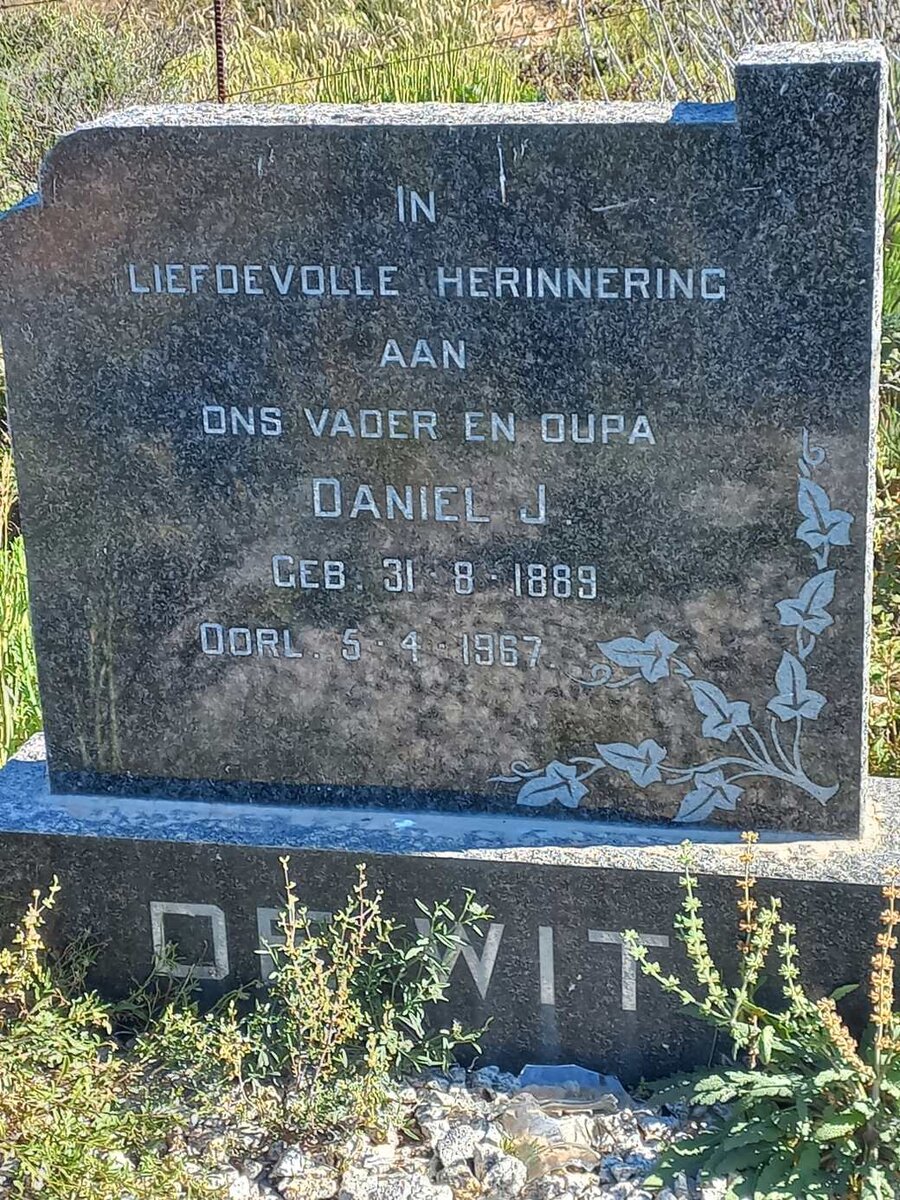 IN
LIEFDEVOLLE HERINNERING
AAN
ONS VADER EN OUPA
DANIEL J.
GEB. 31-8-1889
OORL. 5-4-1967.
DE WIT